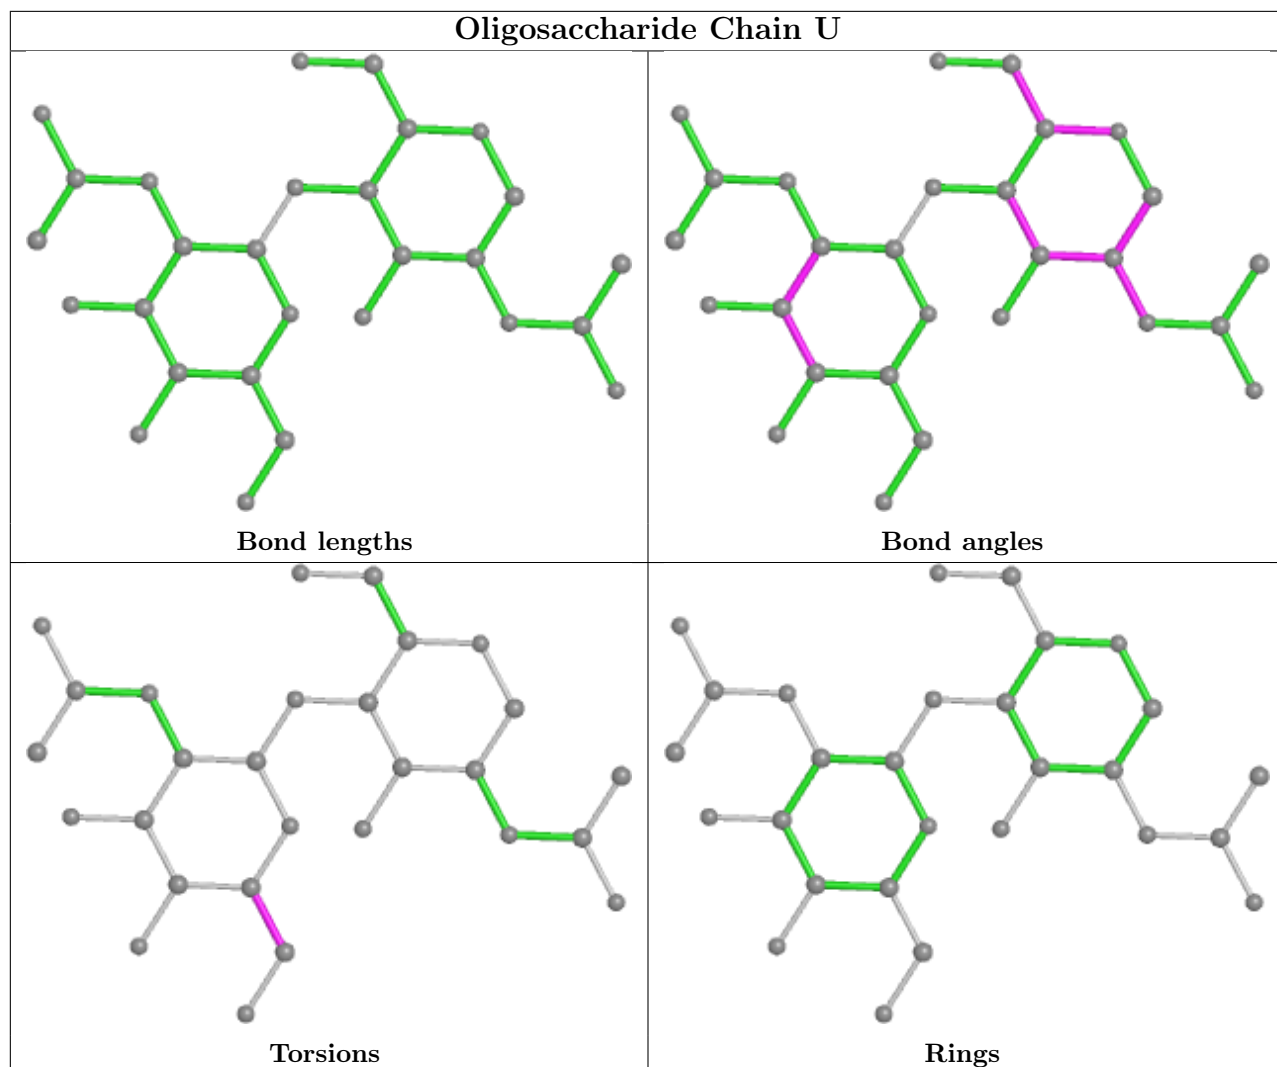 Oligosaccharide Chain U
Bond lengths
Bond angles
Torsions
Rings